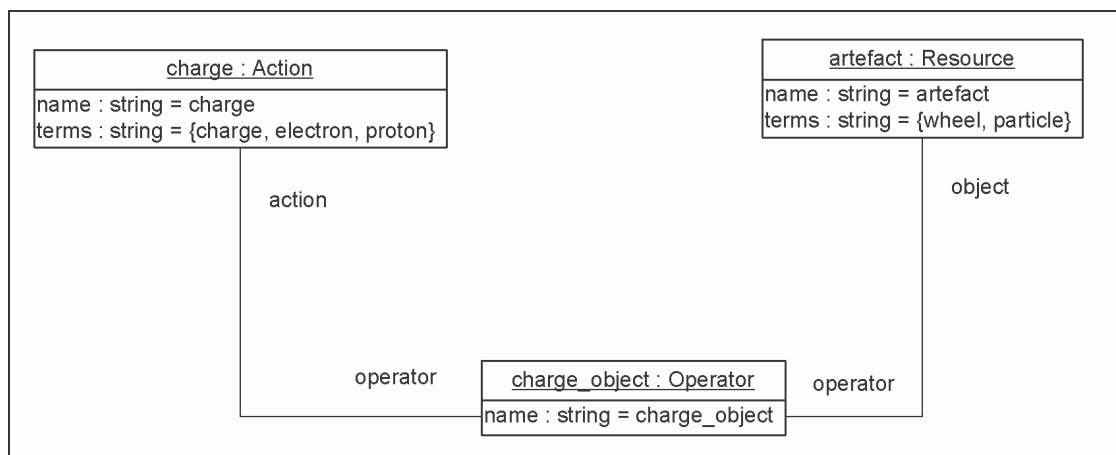 charge : Action
name : string = charge
terms : string = {charge, electron, proton}
artefact : Resource
name : string = artefact
terms : string = {wheel, particle}
action
object
operator
charge_object : Operator
name : string = charge_object
operator